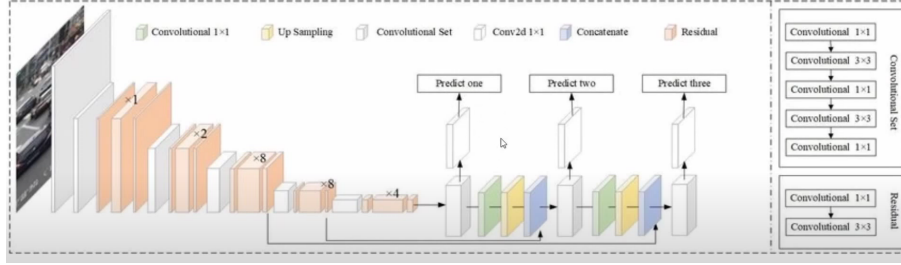 Convolutional 1×1
Up Sampling
Convolutional Set
Conv2d 1×1
Concatenate
Residual
×1
×2
×8
×8
×4
Predict one
Predict two
Predict three
Convolutional 1×1
Convolutional 3×3
Convolutional 1×1
Convolutional 3×3
Convolutional 1×1
Convolutional Set
Convolutional 1×1
Convolutional 3×3
Residual